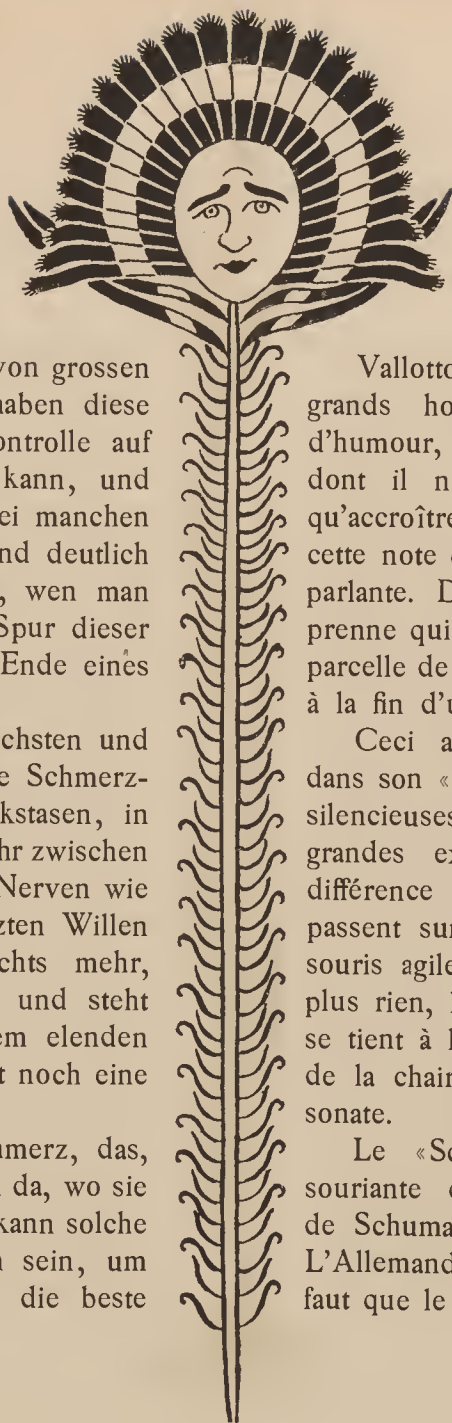 von grossen
haben diese
ontrolle auf
kann, und
ei manchen
nd deutlich
, wen man
Spur dieser
Ende eines
chsten und
e Schmerz-
kstasen, in
hr zwischen
Nerven wie
zten Willen
chts mehr,
und steht
em elenden
t noch eine
merz, das,
da, wo sie
kann solche
n sein, um
die beste
Vallotto
grands ho
d'humour,
dont il n
qu'accroître
cette note
parlante. D
prenne qui
parcelle de
à la fin d'u
Ceci a
dans son «
silencieuses
grandes ex
différence
passent sur
souris agile
plus rien, l
se tient à l
de la chair
sonate.
Le «Sc
souriante
de Schuma
L'Allemand
faut que le